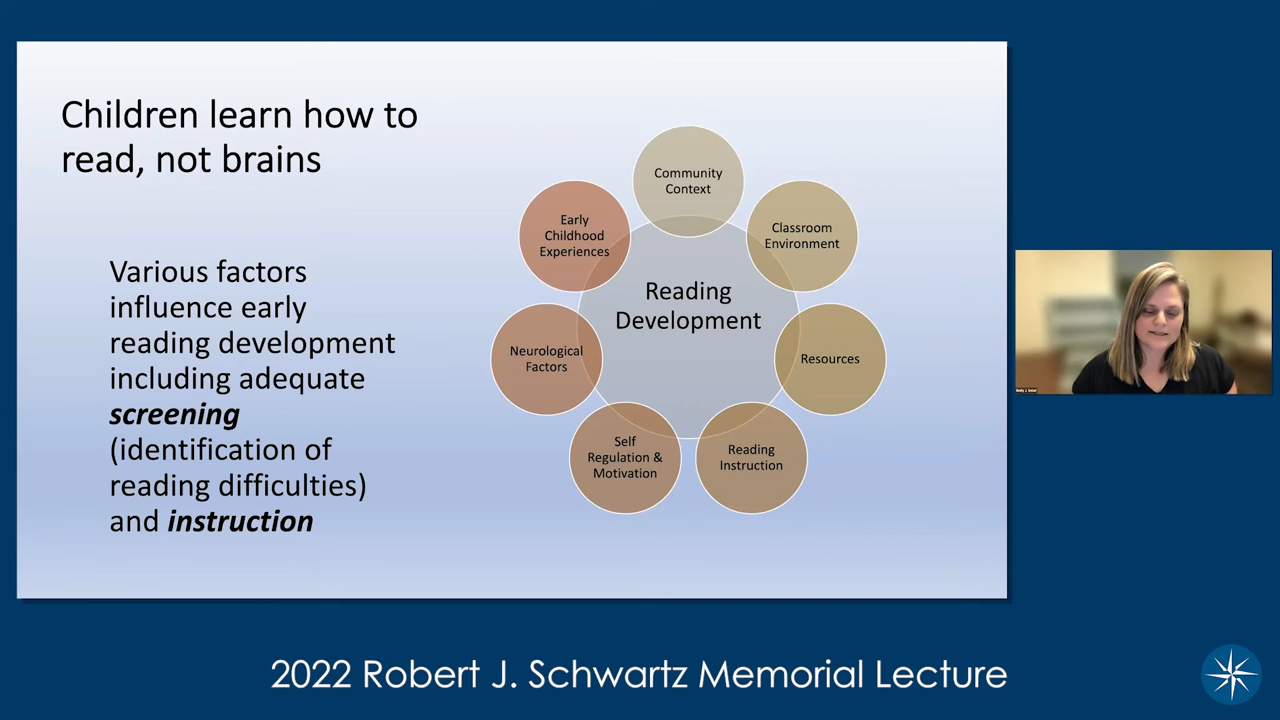 Children learn how to
read, not brains
Various factors
influence early
reading development
including adequate
screening
(identification of
reading difficulties)
and instruction
Community
Context
Early
Childhood
Experiences
Classroom
Environment
Reading
Development
Neurological
Factors
Resources
Self
Regulation &
Motivation
Reading
Instruction
2022 Robert J. Schwartz Memorial Lecture